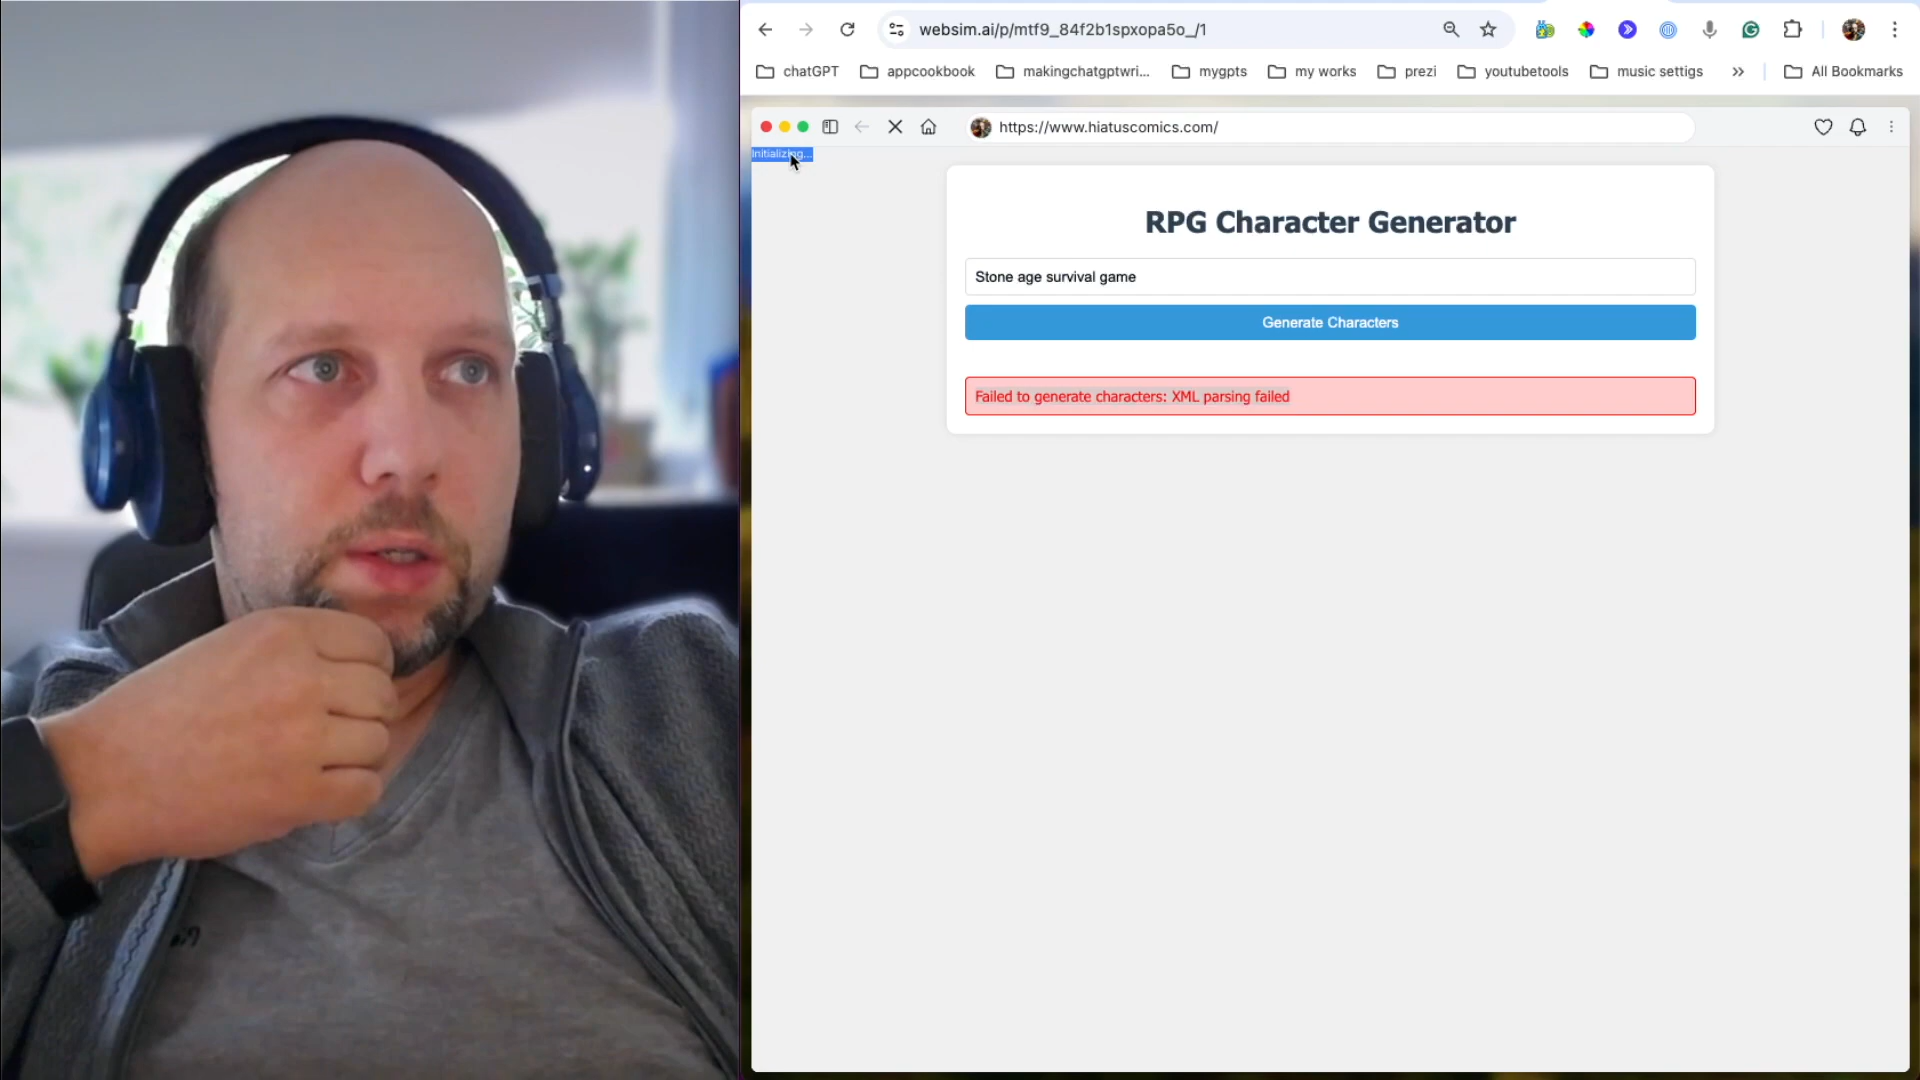 websim.ai/p/mtf9_84f2b1spxopa5o_/1
chatGPT appcookbook makingchatgptwri... mygpts my works prezi youtubetools music settigs >> All Bookmarks
https://www.hiatuscomics.com/
Initializing...
RPG Character Generator
Stone age survival game
Generate Characters
Failed to generate characters: XML parsing failed